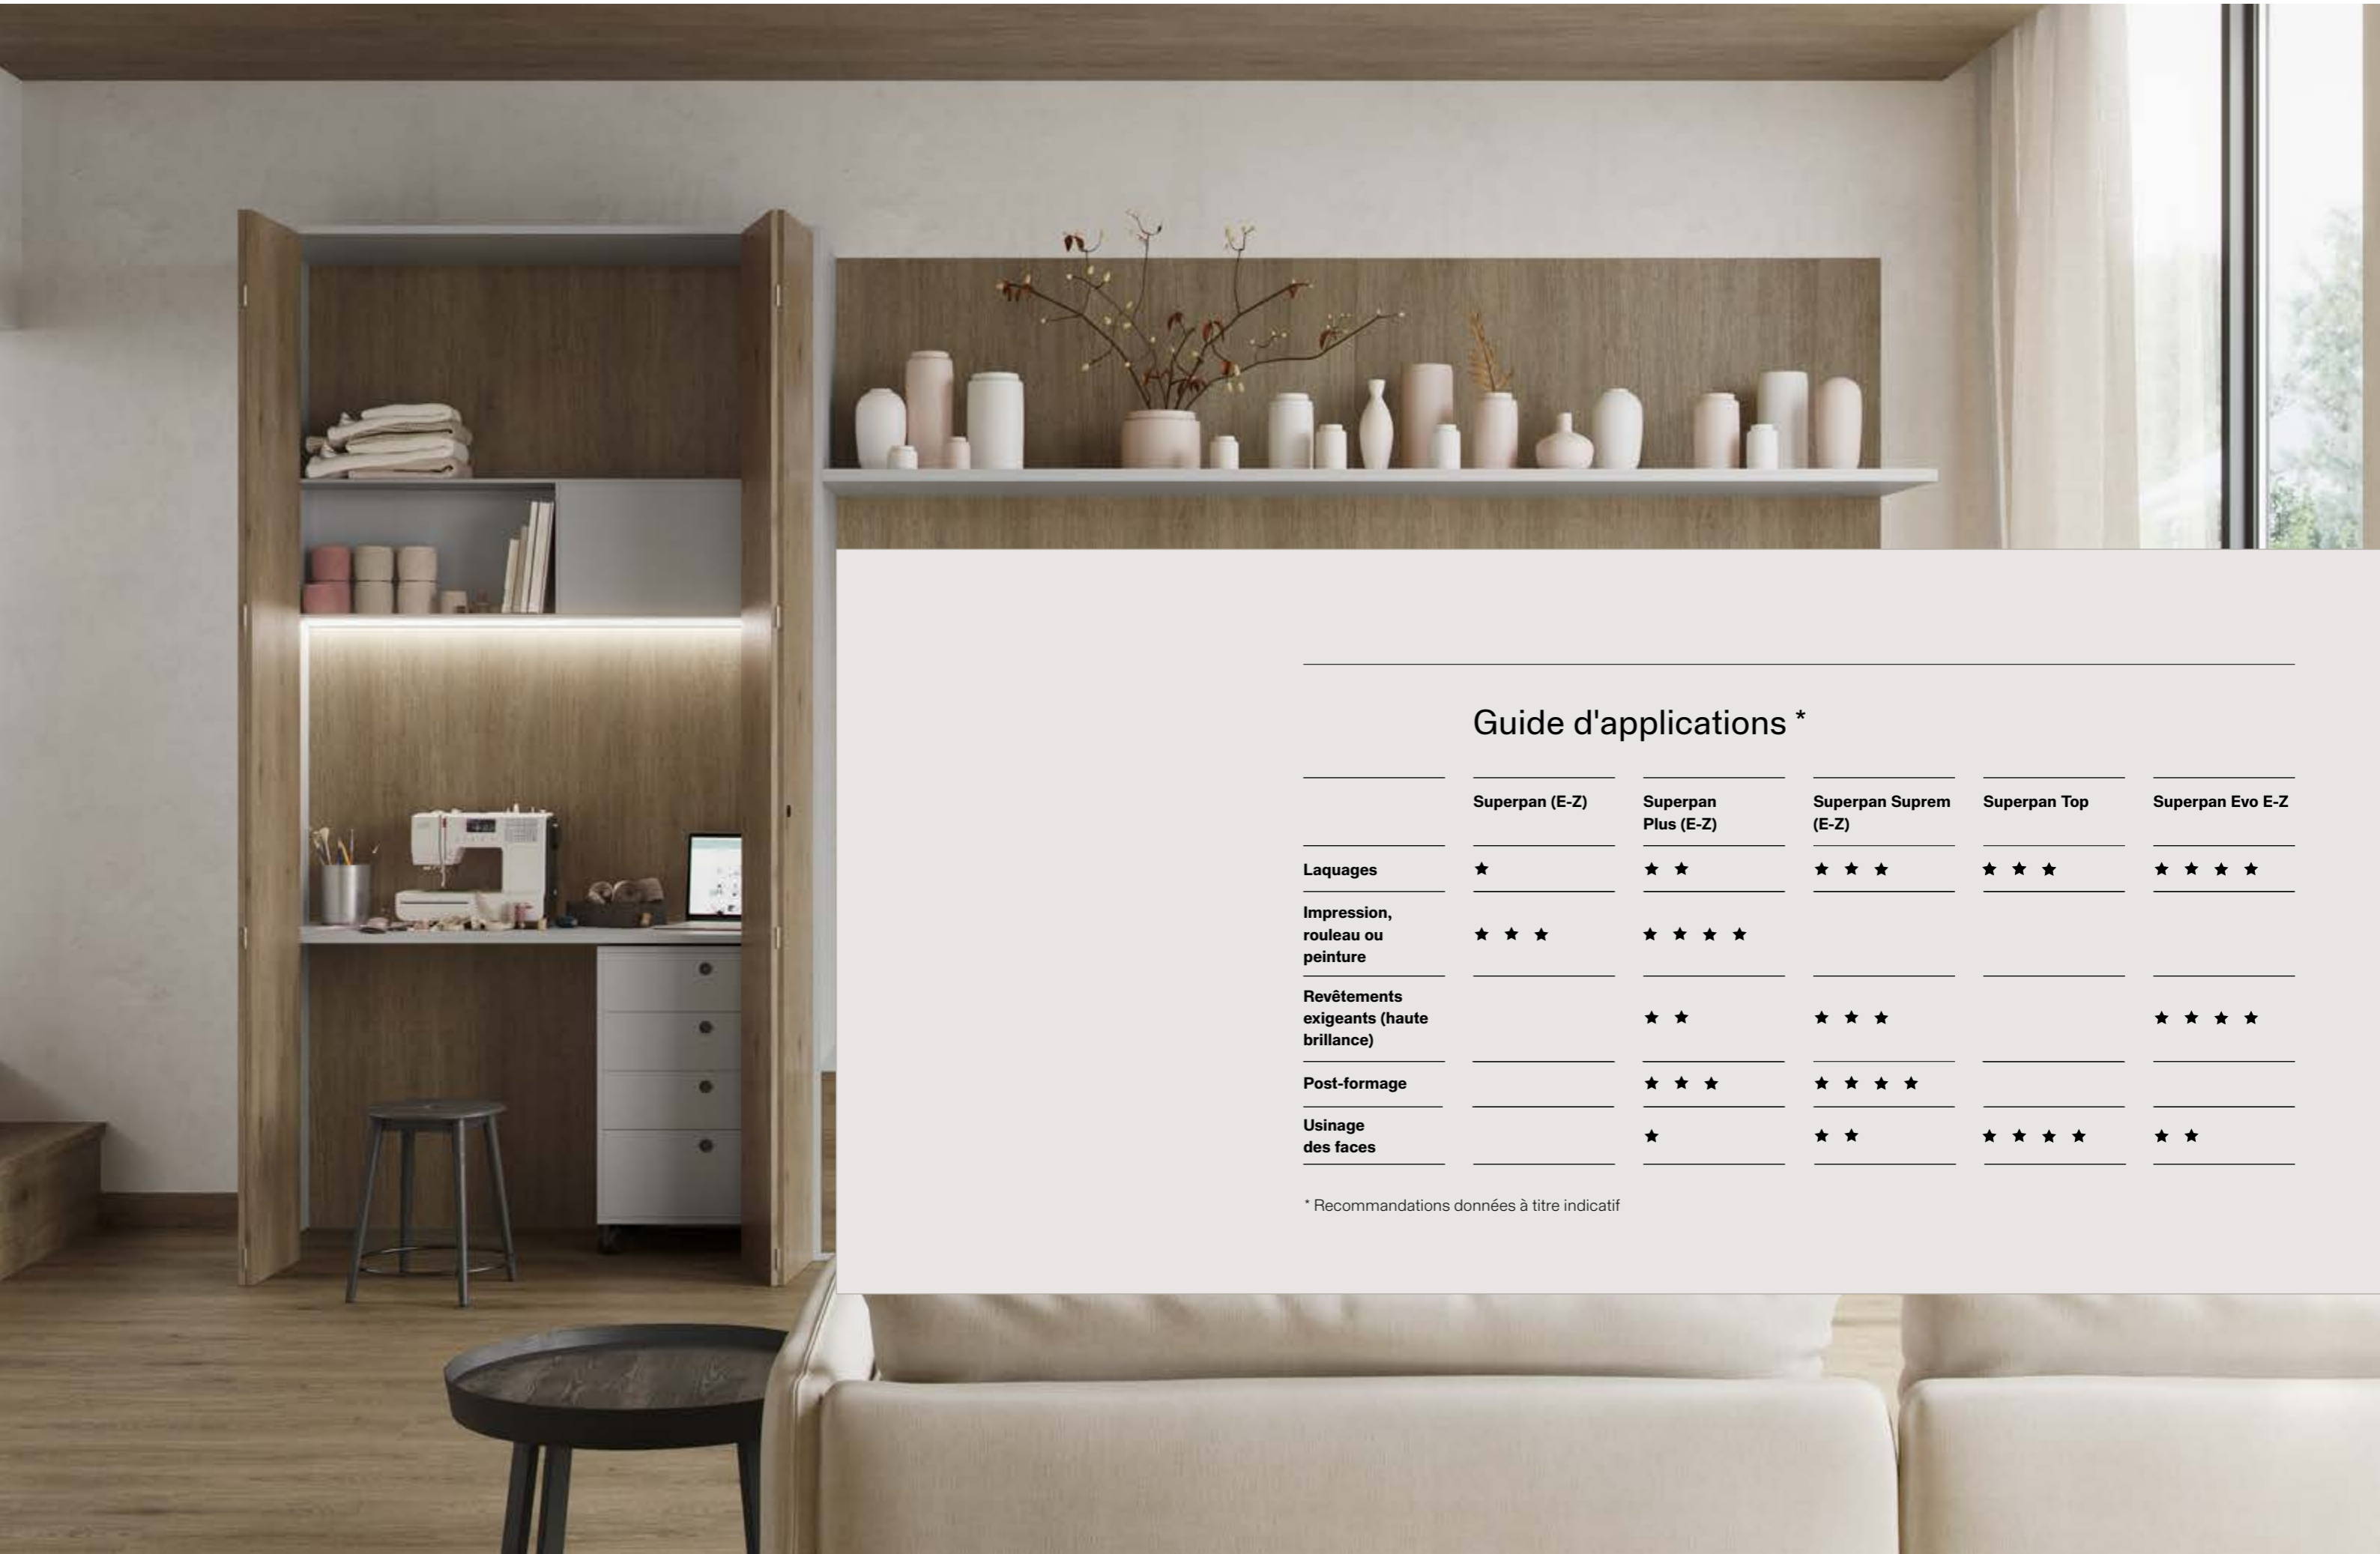 Guide d'applications *
Superpan (E-Z)
Superpan
Plus (E-Z)
Superpan Suprem
(E-Z)
Superpan Top
Superpan Evo E-Z
Laquages
★
★ ★
★ ★ ★
★ ★ ★
★ ★ ★ ★
Impression,
rouleau ou
peinture
★ ★ ★
★ ★ ★ ★
Revêtements
exigeants (haute
brillance)
★ ★
★ ★ ★
★ ★ ★ ★
Post-formage
★ ★ ★
★ ★ ★ ★
Usinage
des faces
★
★ ★
★ ★ ★ ★
★ ★
* Recommandations données à titre indicatif